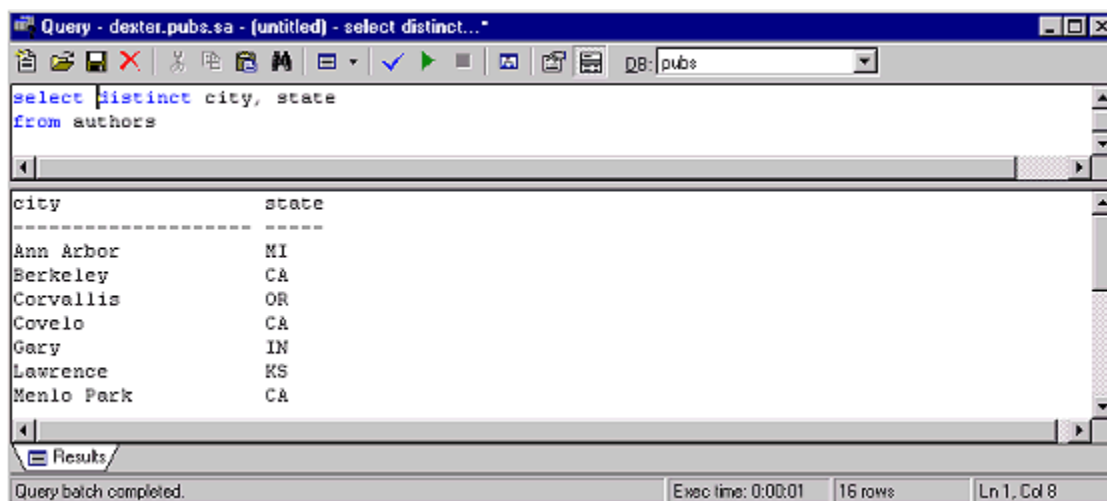 Query - dexter.pubs.sa - (untitled) - select distinct..."
DB: pubs
select distinct city, state
from authors
city state
-------------------- -----
Ann Arbor MI
Berkeley CA
Corvallis OR
Covelo CA
Gary IN
Lawrence KS
Menlo Park CA
Results
Query batch completed. Exec time: 0:00:01 16 rows Ln 1, Col 8